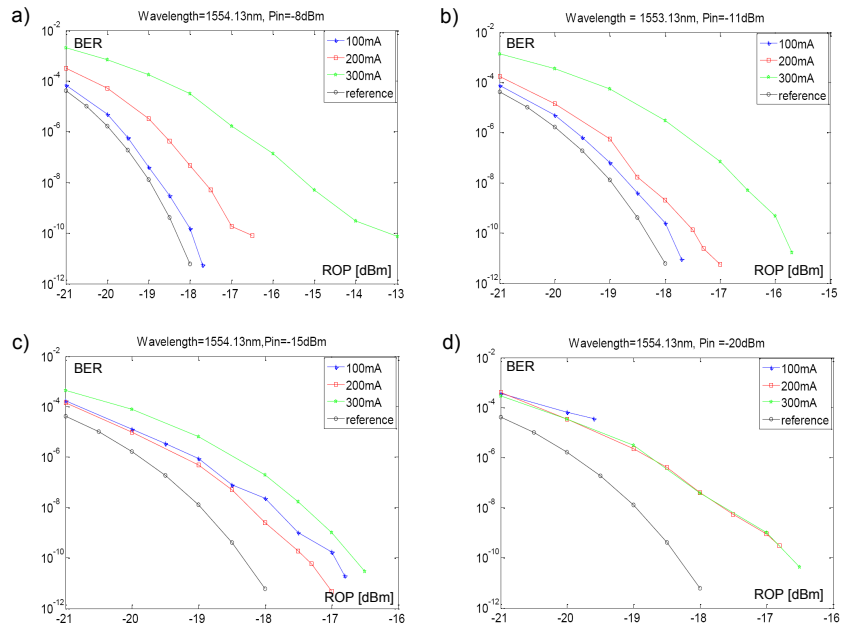 a)
Wavelength=1554.13nm, Pin=-8dBm
BER
100mA
200mA
300mA
reference
10^-2
10^-4
10^-6
10^-8
10^-10
10^-12
ROP [dBm]
-21 -20 -19 -18 -17 -16 -15 -14 -13
b)
Wavelength = 1553.13nm, Pin=-11dBm
BER
100mA
200mA
300mA
reference
10^-2
10^-4
10^-6
10^-8
10^-10
10^-12
ROP [dBm]
-21 -20 -19 -18 -17 -16 -15
c)
Wavelength=1554.13nm,Pin=-15dBm
BER
100mA
200mA
300mA
reference
10^-2
10^-4
10^-6
10^-8
10^-10
10^-12
ROP [dBm]
-21 -20 -19 -18 -17 -16
d)
Wavelength=1554.13nm, Pin =-20dBm
BER
100mA
200mA
300mA
reference
10^-2
10^-4
10^-6
10^-8
10^-10
10^-12
ROP [dBm]
-21 -20 -19 -18 -17 -16